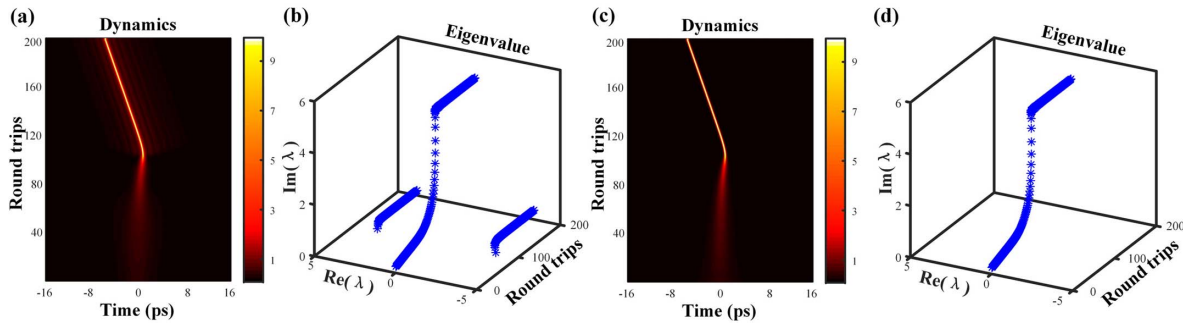 (a)
Dynamics
200
160
120
80
40
Round trips
-16
-8
0
8
16
Time (ps)
9
7
5
3
1
(b)
Eigenvalue
6
4
2
0
Im(λ)
5
0
-5
Re(λ)
0
100
200
Round trips
(c)
Dynamics
200
160
120
80
40
Round trips
-16
-8
0
8
16
Time (ps)
9
7
5
3
1
(d)
Eigenvalue
6
4
2
0
Im(λ)
5
0
-5
Re(λ)
0
100
200
Round trips